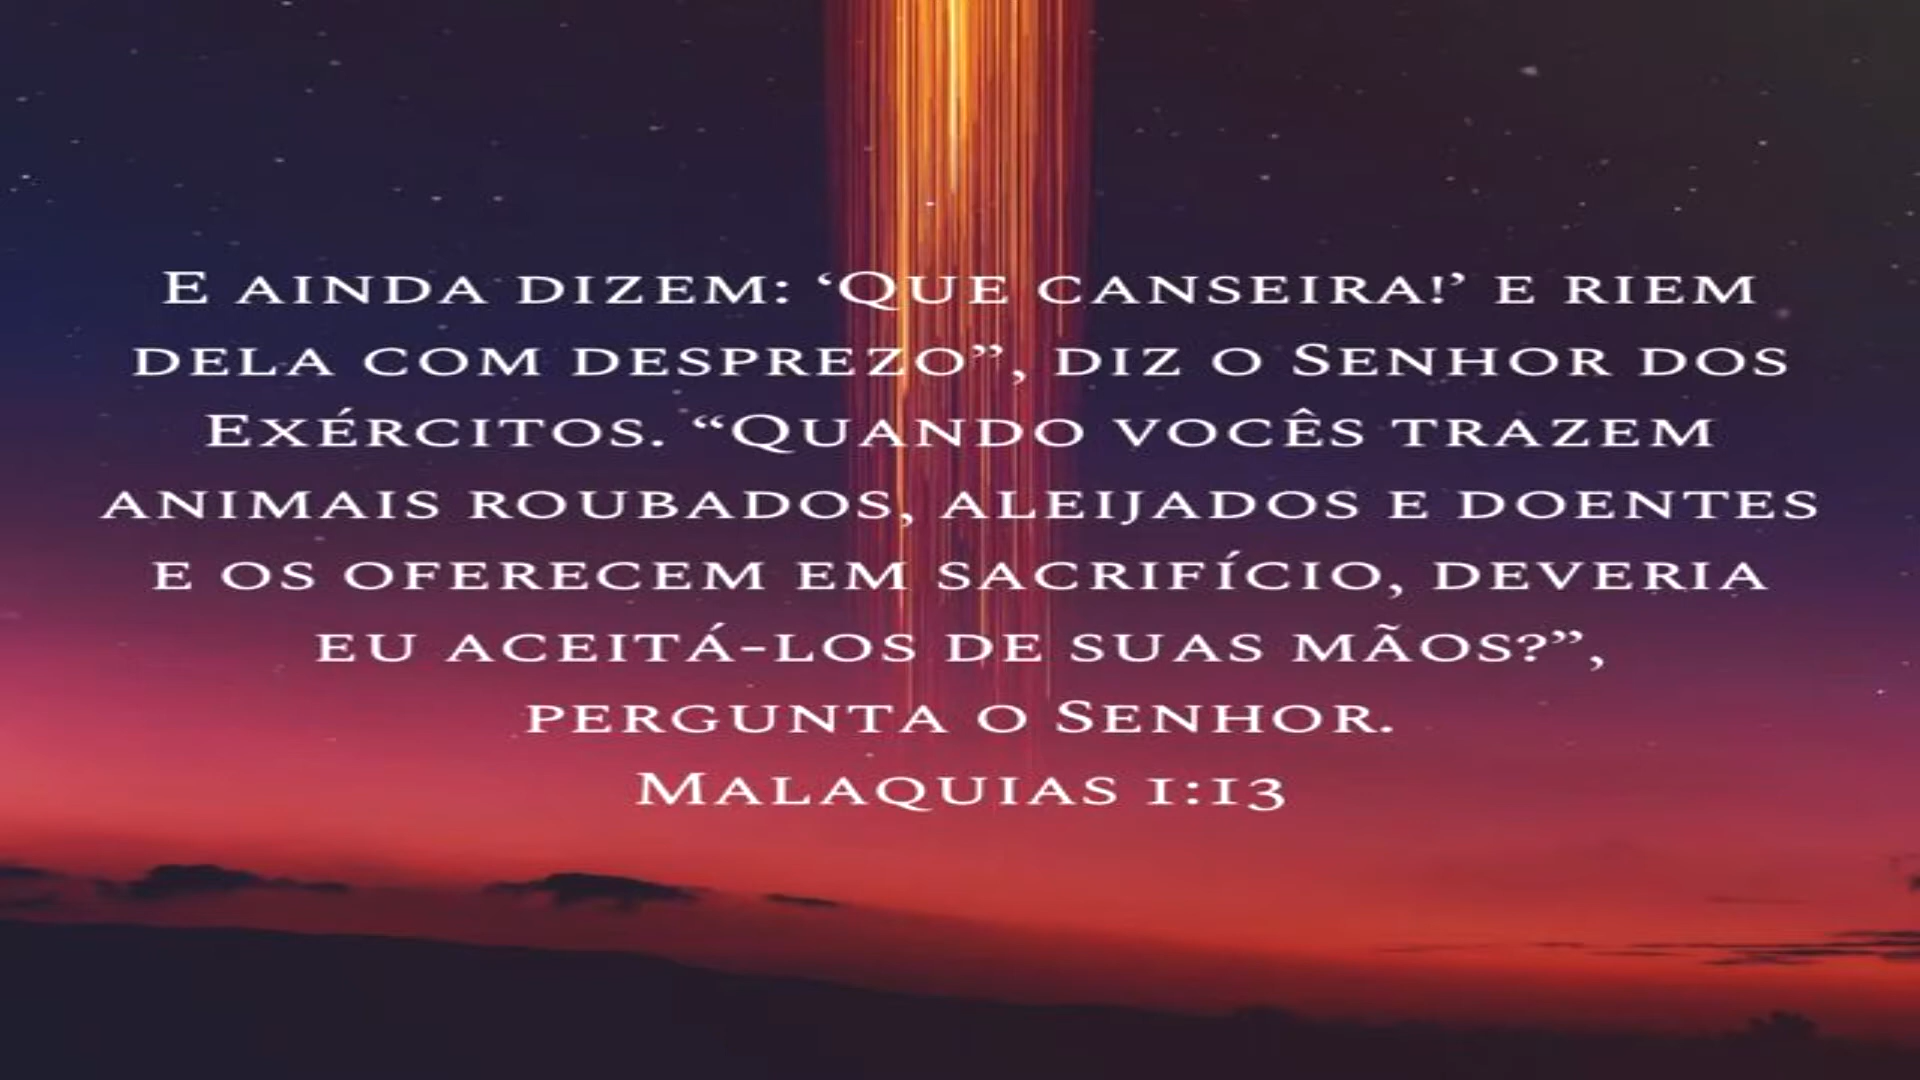 E ainda dizem: ‘Que canseira!’ e riem
dela com desprezo”, diz o Senhor dos
Exércitos. “Quando vocês trazem
animais roubados, aleijados e doentes
e os oferecem em sacrifício, deveria
eu aceitá-los de suas mãos?”,
pergunta o Senhor.
Malaquias 1:13